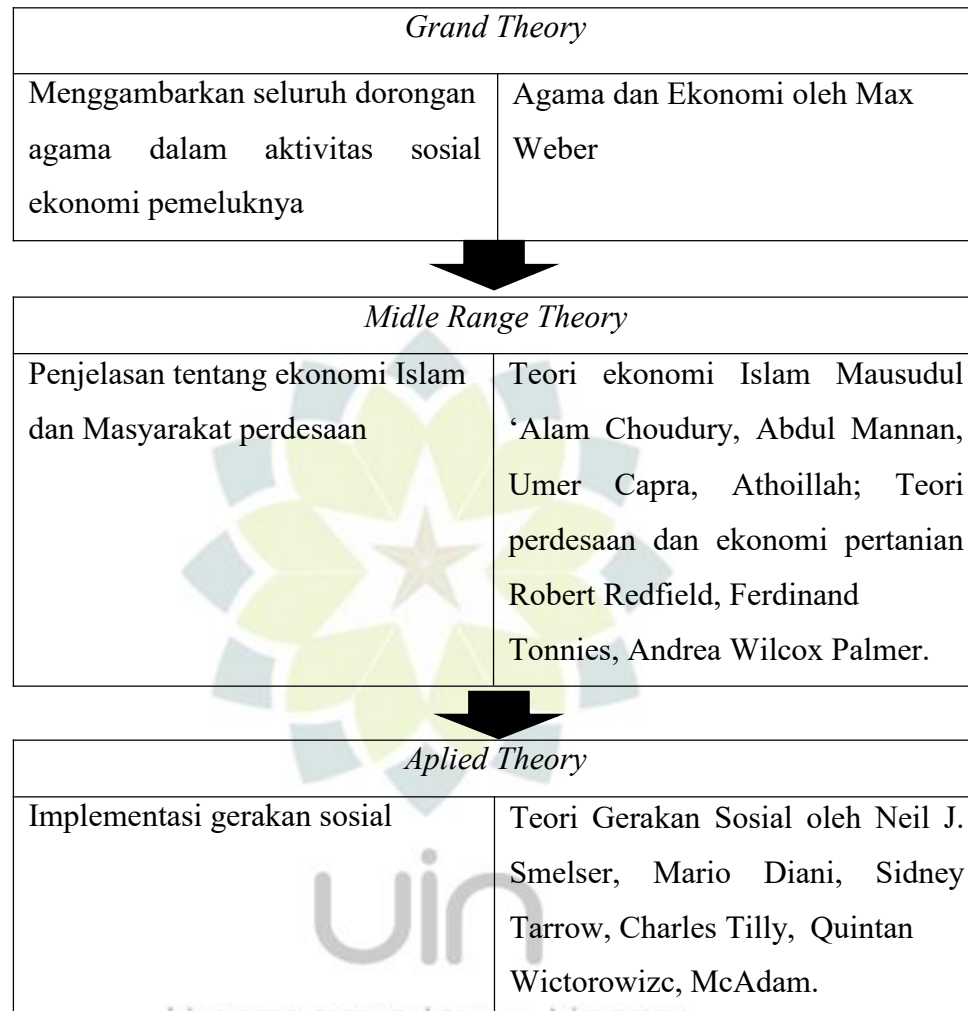 Grand Theory
Menggambarkan seluruh dorongan
agama dalam aktivitas sosial
ekonomi pemeluknya
Agama dan Ekonomi oleh Max
Weber
Midle Range Theory
Penjelasan tentang ekonomi Islam
dan Masyarakat perdesaan
Teori ekonomi Islam Mausudul
‘Alam Choudury, Abdul Mannan,
Umer Capra, Athoillah; Teori
perdesaan dan ekonomi pertanian
Robert Redfield, Ferdinand
Tonnies, Andrea Wilcox Palmer.
Aplied Theory
Implementasi gerakan sosial
Teori Gerakan Sosial oleh Neil J.
Smelser, Mario Diani, Sidney
Tarrow, Charles Tilly, Quintan
Wictorowizc, McAdam.
uin